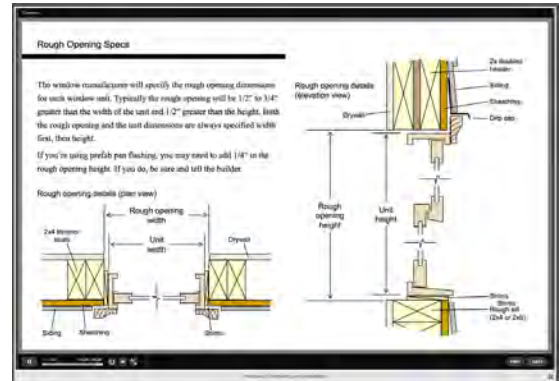 Rough Opening Specs
The window manufacturer will specify the rough opening dimensions
for each window unit. Typically the rough opening will be 1/2" to 3/4"
greater than the width of the unit and 1/2" greater than the height. Both
the rough opening and the unit dimensions are always specified width
first, then height.
If you're using prefab pan flashing, you may need to add 1/4" to the
rough opening height. If you do, be sure and tell the builder.
Rough opening details (plan view)
Rough opening
width
Unit
width
2x4 trimmer
studs
Drywall
Siding
Sheathing
Shims
Rough opening details
(elevation view)
2x doubled
header
Siding
Sheathing
Drip cap
Drywall
Rough
opening
height
Unit
height
Shims
Rough sill
(2x4 or 2x6)